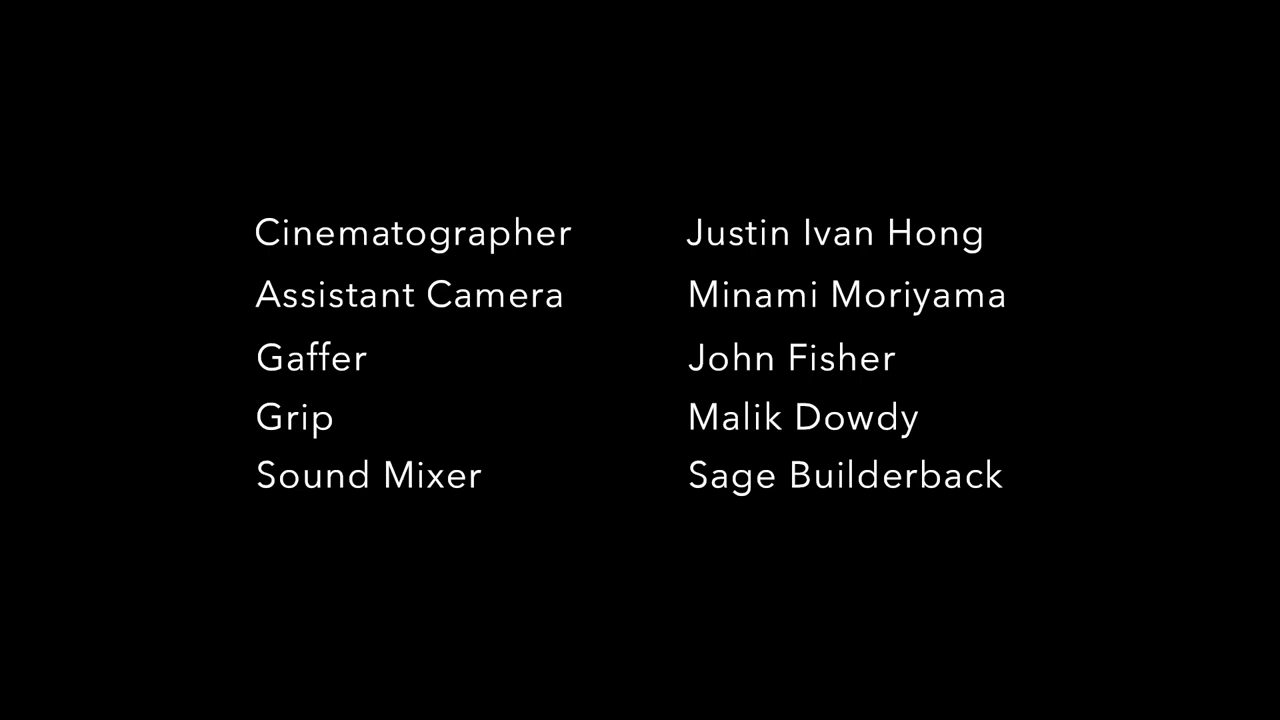 Cinematographer Justin Ivan Hong
Assistant Camera Minami Moriyama
Gaffer John Fisher
Grip Malik Dowdy
Sound Mixer Sage Builderback